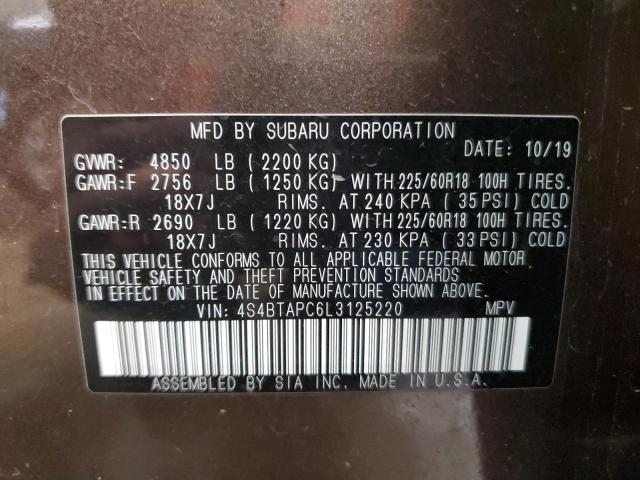 MFD BY SUBARU CORPORATION
DATE: 10/19
GVWR: 4850 LB (2200 KG)
GAWR:F 2756 LB (1250 KG) WITH 225/60R18 100H TIRES.
18X7J RIMS. AT 240 KPA (35 PSI) COLD
GAWR:R 2690 LB (1220 KG) WITH 225/60R18 100H TIRES.
18X7J RIMS. AT 230 KPA (33 PSI) COLD
THIS VEHICLE CONFORMS TO ALL APPLICABLE FEDERAL MOTOR
VEHICLE SAFETY AND THEFT PREVENTION STANDARDS
IN EFFECT ON THE DATE OF MANUFACTURE SHOWN ABOVE.
VIN: 4S4BTAPC6L3125220 MPV
ASSEMBLED BY SIA INC. MADE IN U.S.A.